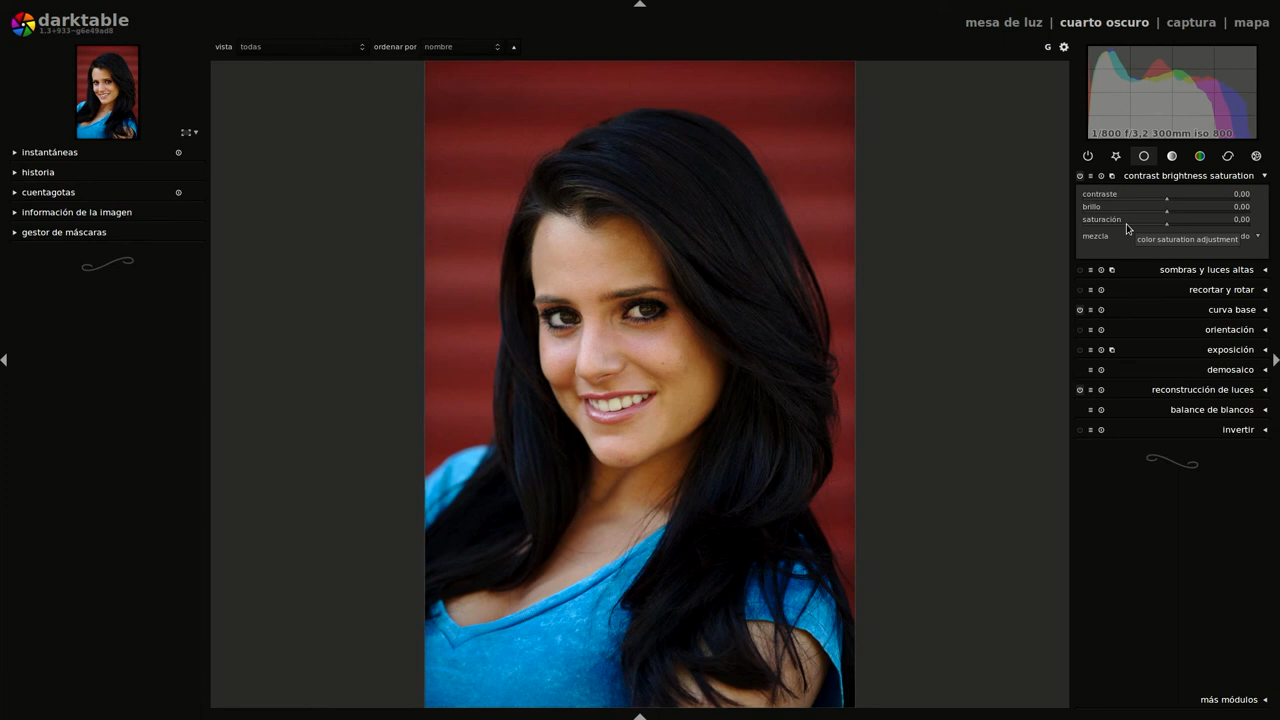 darktable
1.3+933~g6e49ad8
mesa de luz | cuarto oscuro | captura | mapa
vista todas ordenar por nombre
G
instantáneas
historia
cuentagotas
información de la imagen
gestor de máscaras
1/800 f/3,2 300mm iso 800
contrast brightness saturation
contraste 0,00
brillo 0,00
saturación 0,00
mezcla do
color saturation adjustment
sombras y luces altas
recortar y rotar
curva base
orientación
exposición
demosaico
reconstrucción de luces
balance de blancos
invertir
más módulos